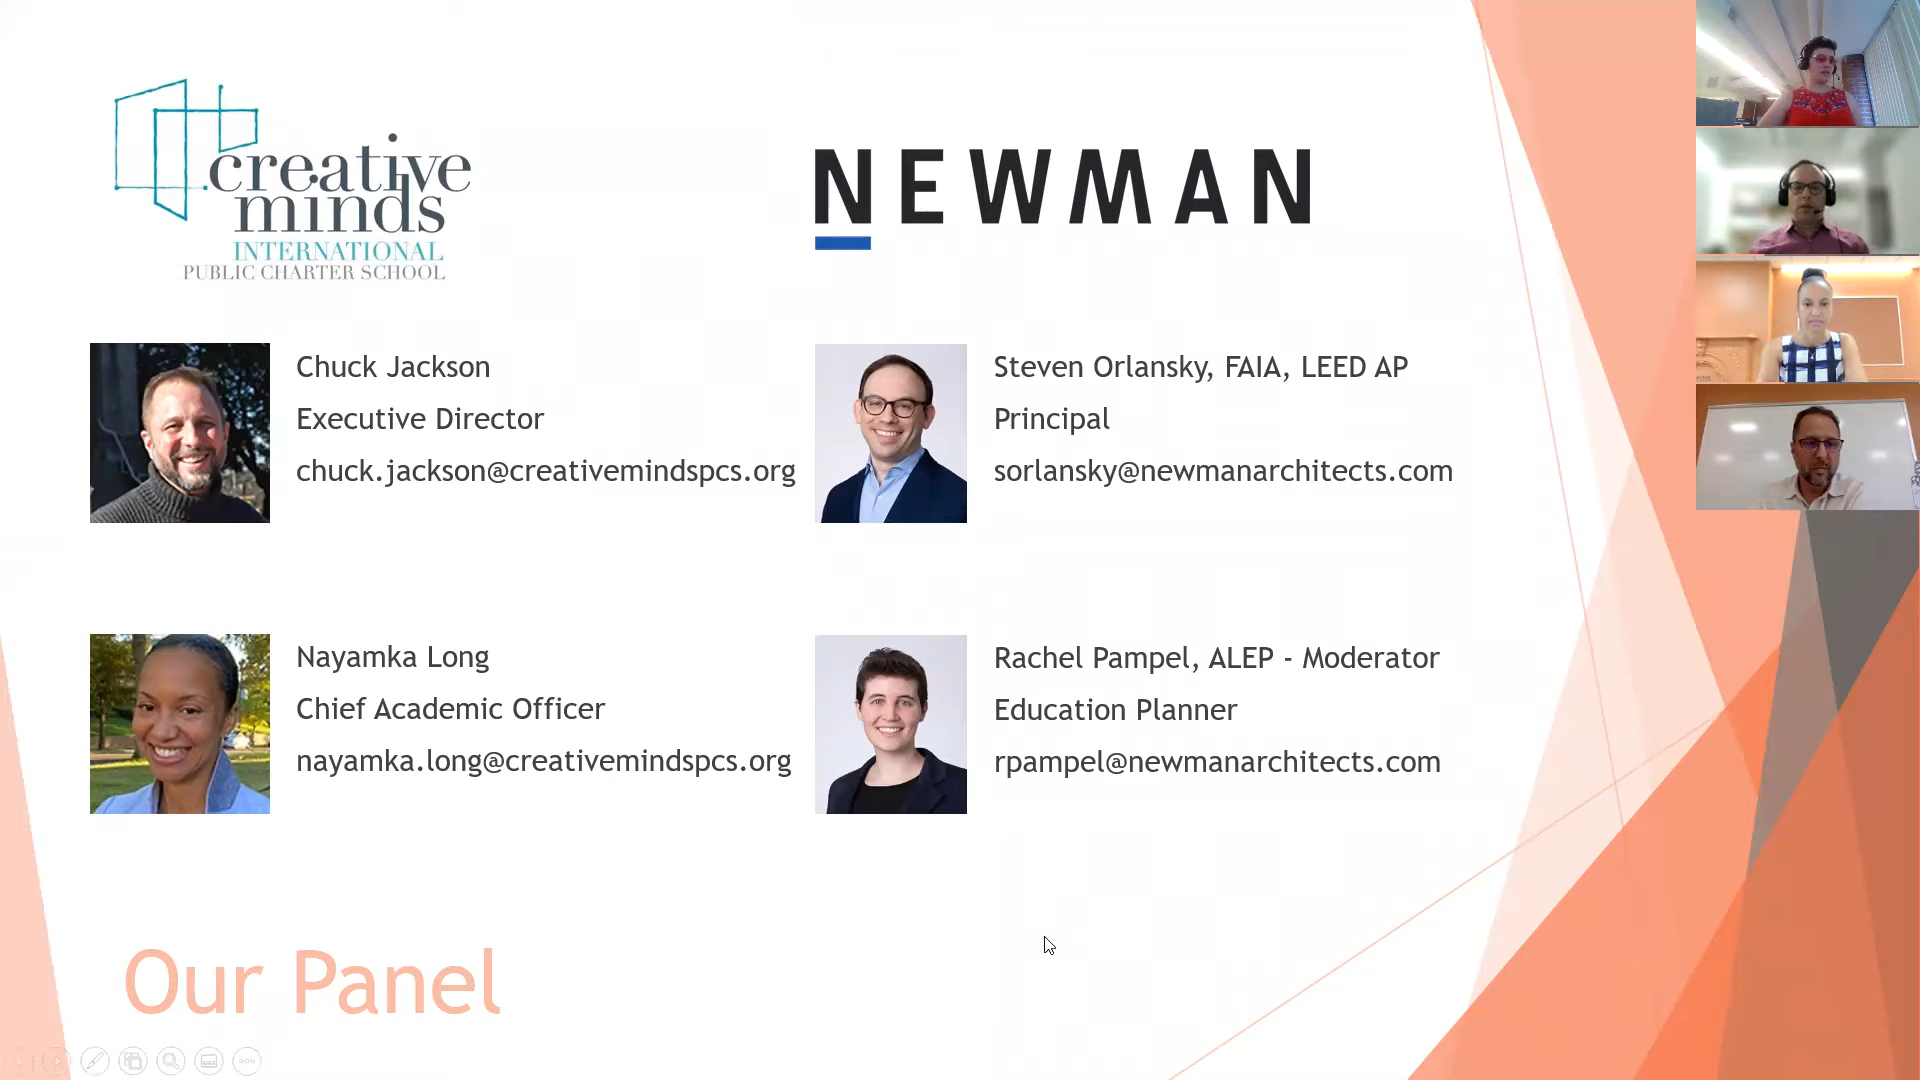 creative
minds
INTERNATIONAL
PUBLIC CHARTER SCHOOL
NEWMAN
Chuck Jackson
Executive Director
chuck.jackson@creativemindspcs.org
Steven Orlansky, FAIA, LEED AP
Principal
sorlansky@newmanarchitects.com
Nayamka Long
Chief Academic Officer
nayamka.long@creativemindspcs.org
Rachel Pampel, ALEP - Moderator
Education Planner
rpampel@newmanarchitects.com
Our Panel